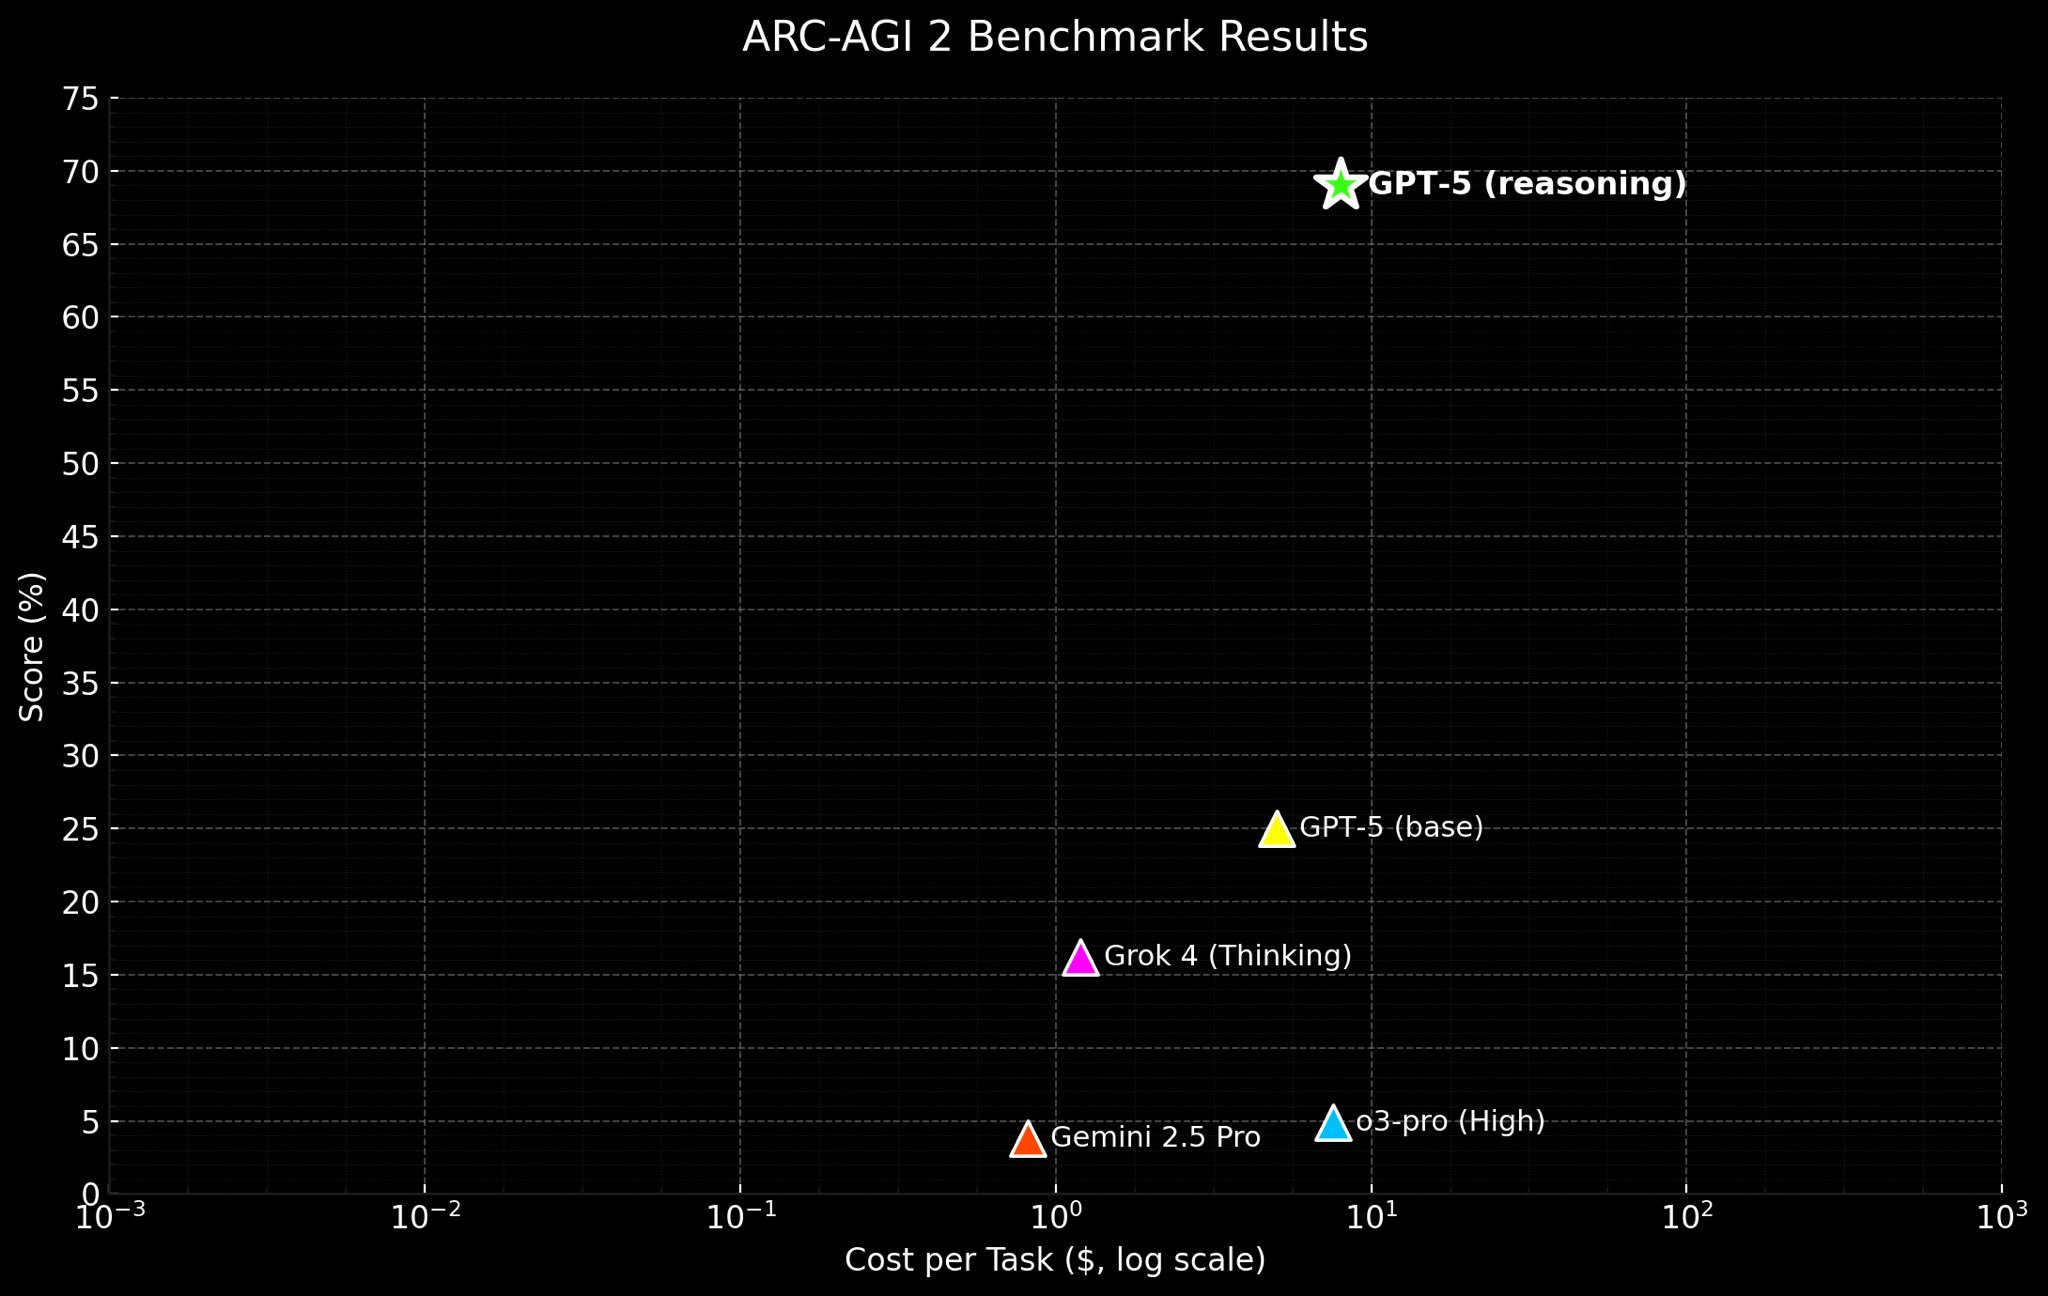 ARC-AGI 2 Benchmark Results
75
70
GPT-5 (reasoning)
65
60
55
50
45
40
Score (%)
35
30
25
GPT-5 (base)
20
Grok 4 (Thinking)
15
10
5
o3-pro (High)
Gemini 2.5 Pro
0
10⁻³ 10⁻² 10⁻¹ 10⁰ 10¹ 10² 10³
Cost per Task ($, log scale)